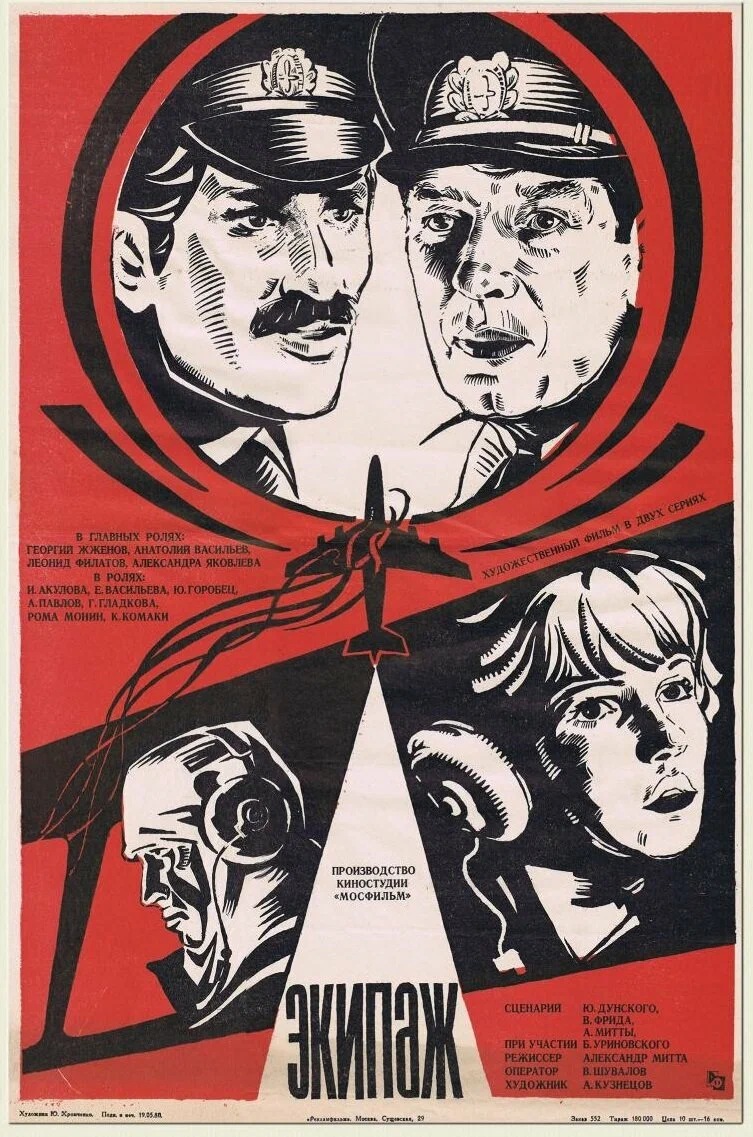 В ГЛАВНЫХ РОЛЯХ:
ГЕОРГИЙ ЖЖЕНОВ, АНАТОЛИЙ ВАСИЛЬЕВ,
ЛЕОНИД ФИЛАТОВ, АЛЕКСАНДРА ЯКОВЛЕВА
В РОЛЯХ:
И. АКУЛОВА, Е. ВАСИЛЬЕВА, Ю. ГОРОБЕЦ,
А. ПАВЛОВ, Г. ГЛАДКОВА,
РОМА МОНИН, К. КОМАКИ
ХУДОЖЕСТВЕННЫЙ ФИЛЬМ В ДВУХ СЕРИЯХ
ПРОИЗВОДСТВО
КИНОСТУДИИ
«МОСФИЛЬМ»
ЭКИПАЖ
СЦЕНАРИЙ Ю. ДУНСКОГО,
В. ФРИДА,
А. МИТТЫ,
ПРИ УЧАСТИИ Б. УРИНОВСКОГО
РЕЖИССЕР АЛЕКСАНДР МИТТА
ОПЕРАТОР В. ШУВАЛОВ
ХУДОЖНИК А. КУЗНЕЦОВ
Художник Ю. Подп. в печ. 19.05.80.
«Рекламфильм». Москва, Сущевская, 29
Заказ 552 Тираж 180 000 Цена 10 шт.—16 коп.